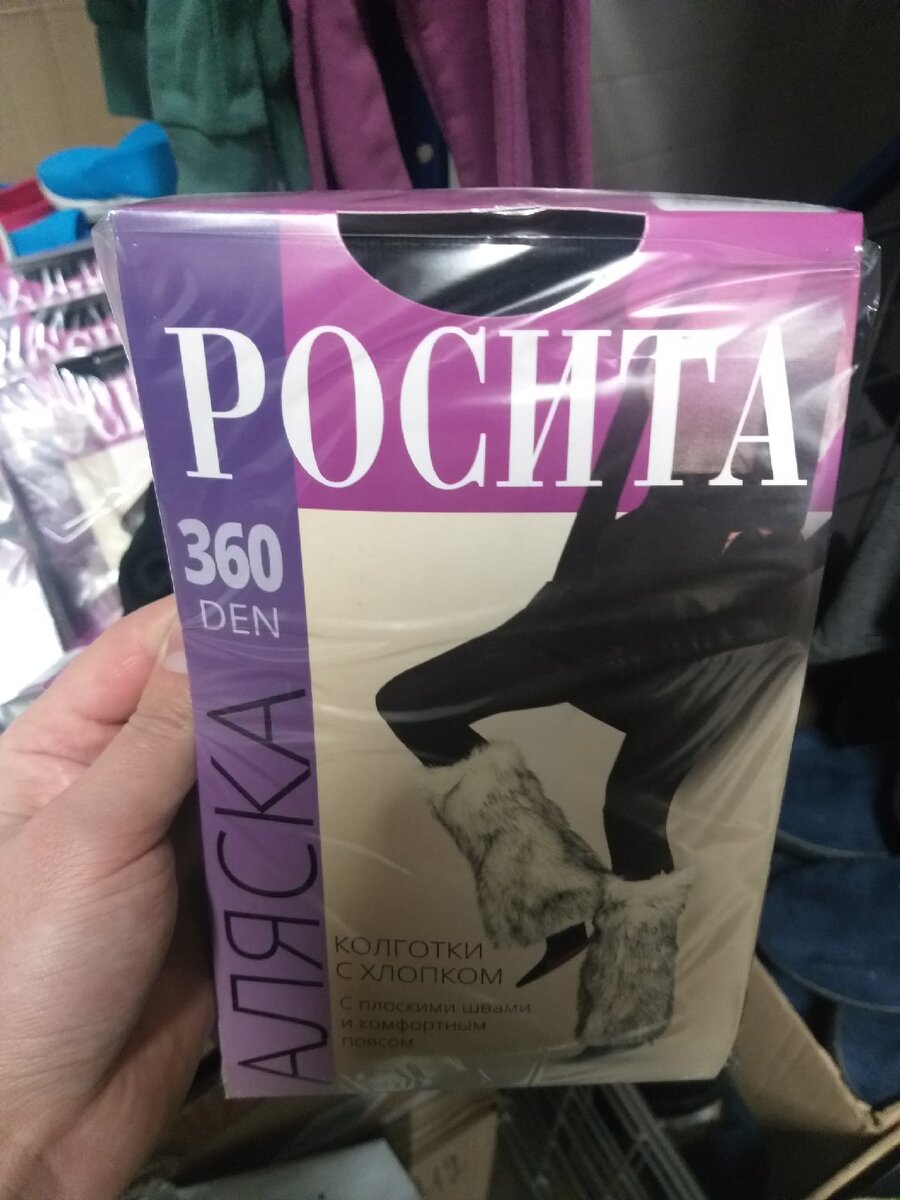 РОСИТА
360
DEN
АЛЯСКА
КОЛГОТКИ
С ХЛОПКОМ
С плоскими швами
и комфортным
поясом